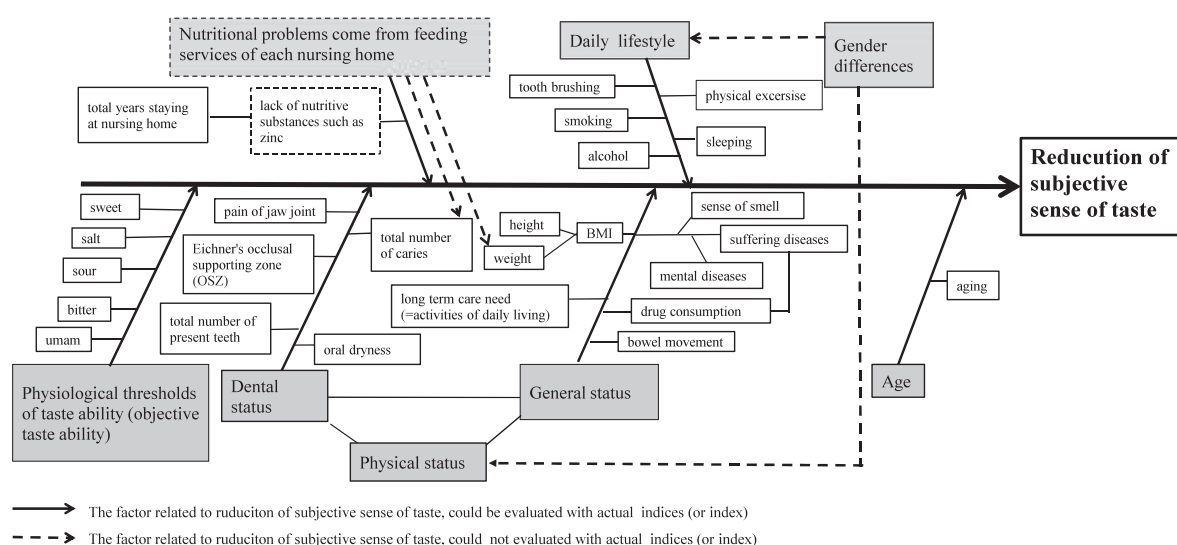 Nutritional problems come from feeding
services of each nursing home
Daily lifestyle
Gender
differences
total years staying
at nursing home
lack of nutritive
substances such as
zinc
tooth brushing
physical excersise
smoking
sleeping
alcohol
Reducution of
subjective
sense of taste
sweet
salt
sour
bitter
umam
pain of jaw joint
Eichner's occlusal
supporting zone
(OSZ)
total number of
present teeth
oral dryness
total number
of caries
height
weight
BMI
sense of smell
suffering diseases
mental diseases
long term care need
(=activities of daily living)
drug consumption
bowel movement
aging
Physiological thresholds
of taste ability (objective
taste ability)
Dental
status
General status
Age
Physical status
The factor related to ruduciton of subjective sense of taste, could be evaluated with actual indices (or index)
The factor related to ruduciton of subjective sense of taste, could not evaluated with actual indices (or index)